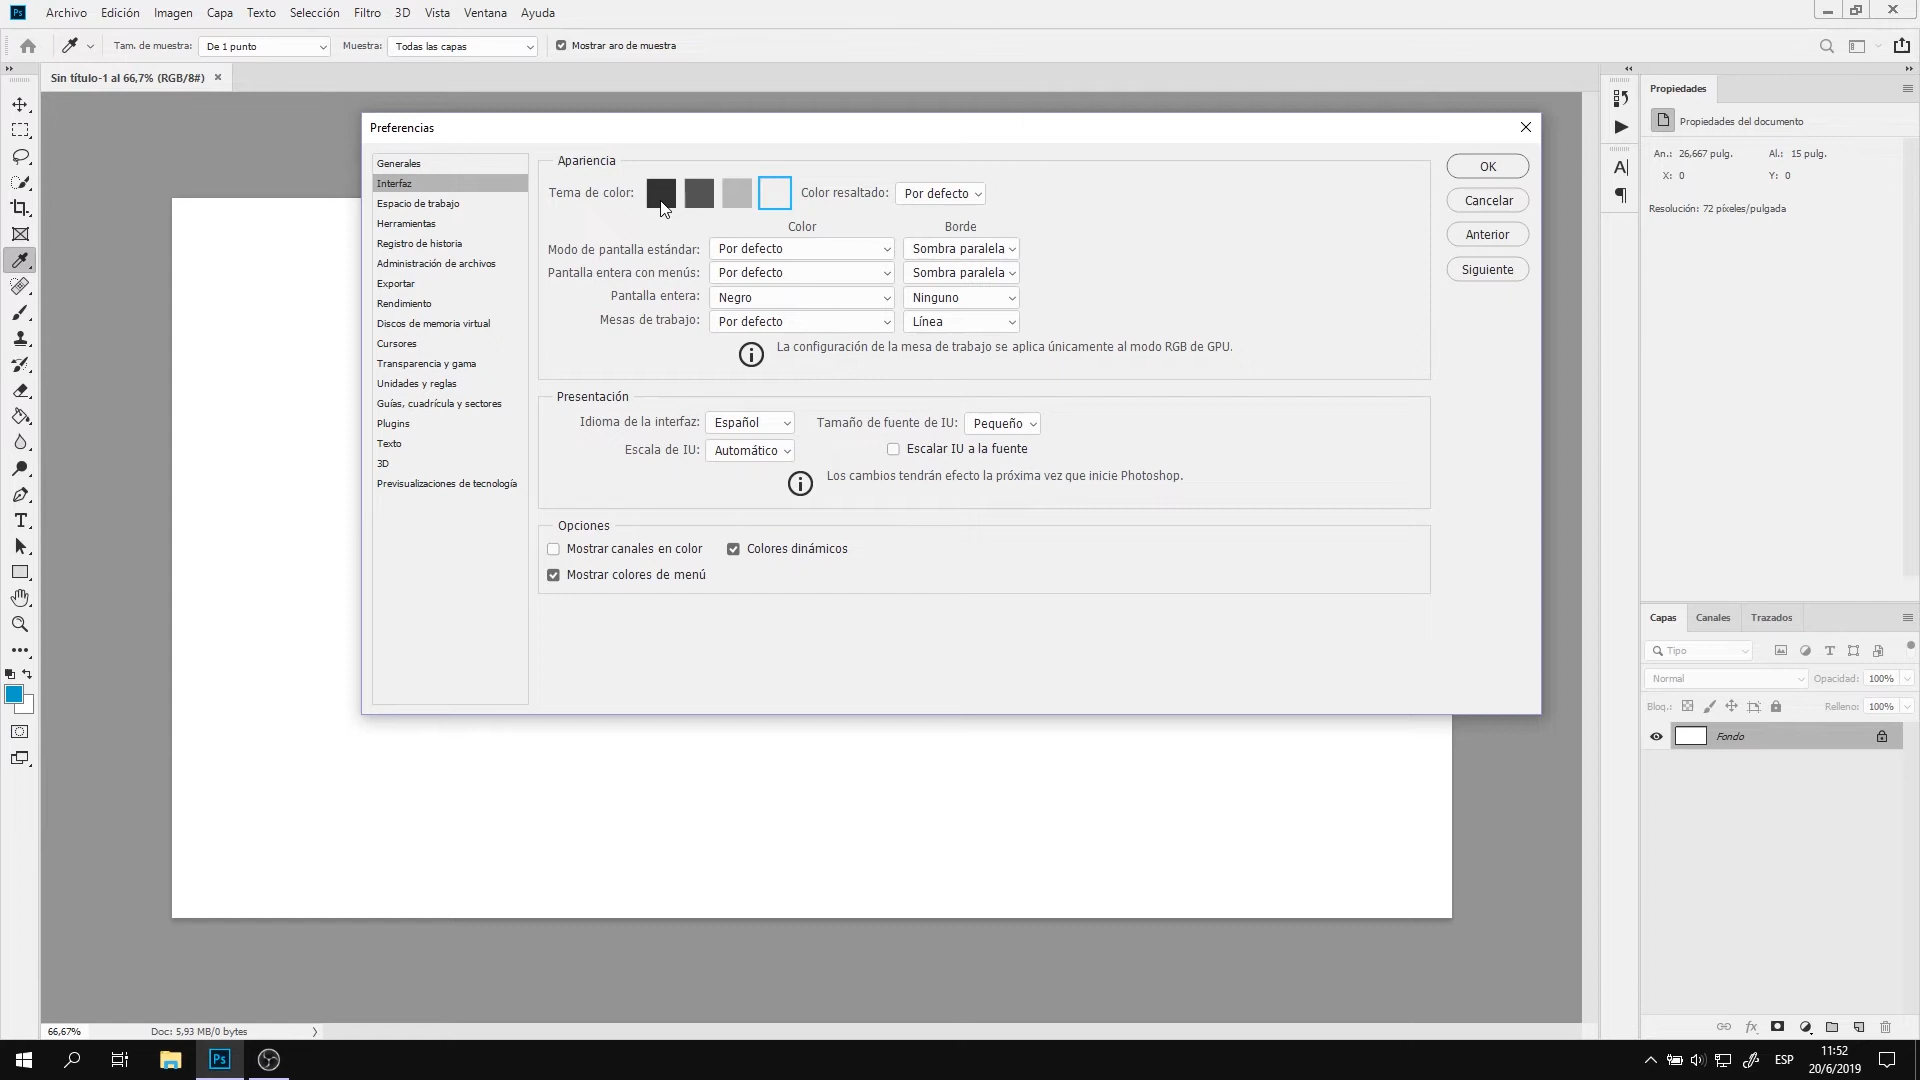 Ps Archivo Edición Imagen Capa Texto Selección Filtro 3D Vista Ventana Ayuda
Tam. de muestra: De 1 punto Muestra: Todas las capas Mostrar aro de muestra
Sin título-1 al 66,7% (RGB/8#)
Preferencias
Generales
Interfaz
Espacio de trabajo
Herramientas
Registro de historia
Administración de archivos
Exportar
Rendimiento
Discos de memoria virtual
Cursores
Transparencia y gama
Unidades y reglas
Guías, cuadrícula y sectores
Plugins
Texto
3D
Previsualizaciones de tecnología
Apariencia
Tema de color: Color resaltado: Por defecto
Color Borde
Modo de pantalla estándar: Por defecto Sombra paralela
Pantalla entera con menús: Por defecto Sombra paralela
Pantalla entera: Negro Ninguno
Mesas de trabajo: Por defecto Línea
La configuración de la mesa de trabajo se aplica únicamente al modo RGB de GPU.
Presentación
Idioma de la interfaz: Español Tamaño de fuente de IU: Pequeño
Escala de IU: Automático Escalar IU a la fuente
Los cambios tendrán efecto la próxima vez que inicie Photoshop.
Opciones
Mostrar canales en color Colores dinámicos
Mostrar colores de menú
OK
Cancelar
Anterior
Siguiente
Propiedades
Propiedades del documento
An.: 26,667 pulg. Al.: 15 pulg.
X: 0 Y: 0
Resolución: 72 píxeles/pulgada
Capas Canales Trazados
Tipo
Normal Opacidad: 100%
Bloq.: Relleno: 100%
Fondo
66,67% Doc: 5,93 MB/0 bytes
Ps
ESP
11:52
20/6/2019